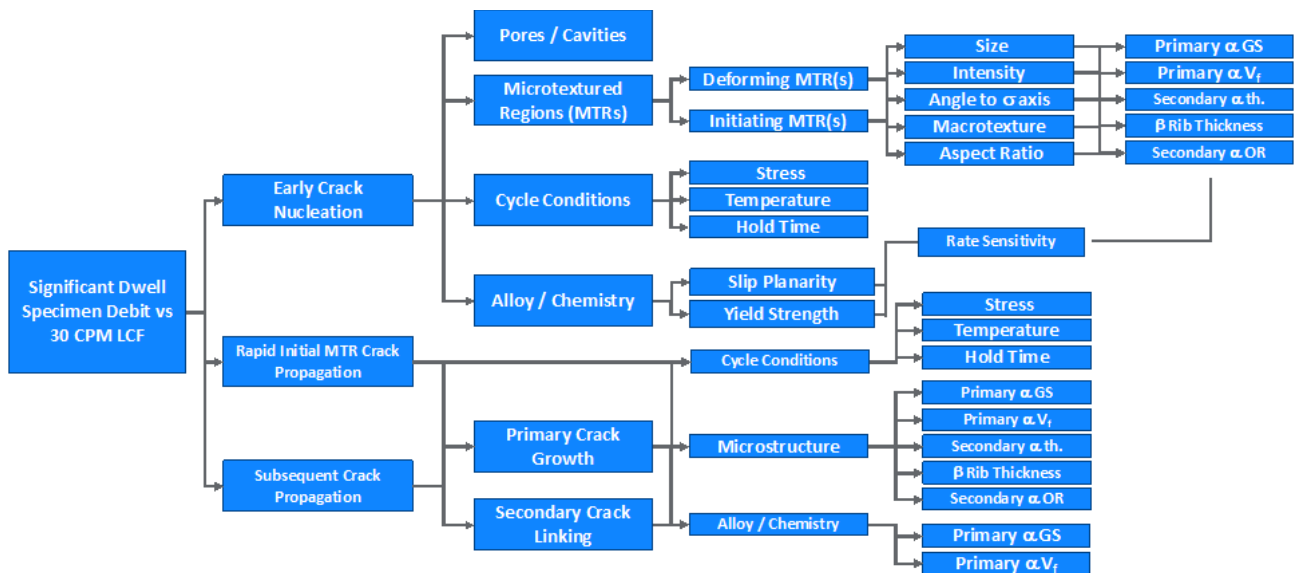 Significant Dwell
Specimen Debit vs
30 CPM LCF
Early Crack
Nucleation
Rapid Initial MTR Crack
Propagation
Subsequent Crack
Propagation
Pores / Cavities
Microtextured
Regions (MTRs)
Cycle Conditions
Alloy / Chemistry
Primary Crack
Growth
Secondary Crack
Linking
Deforming MTR(s)
Initiating MTR(s)
Stress
Temperature
Hold Time
Slip Planarity
Yield Strength
Cycle Conditions
Microstructure
Alloy / Chemistry
Size
Intensity
Angle to σ axis
Macrotexture
Aspect Ratio
Rate Sensitivity
Stress
Temperature
Hold Time
Primary α GS
Primary α Vf
Secondary α th.
β Rib Thickness
Secondary α OR
Primary α GS
Primary α Vf
Primary α GS
Primary α Vf
Secondary α th.
β Rib Thickness
Secondary α OR